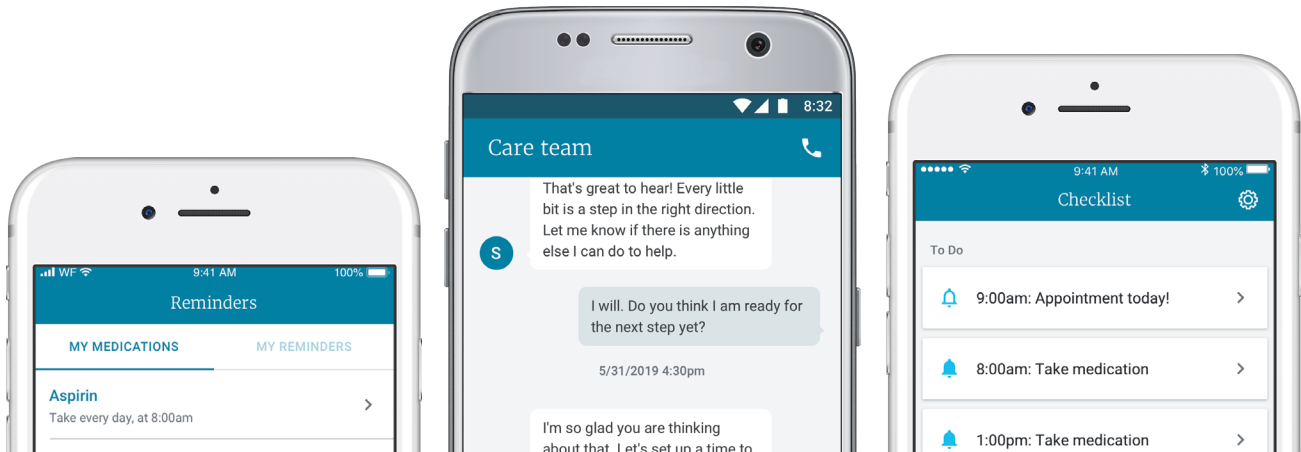 WF
9:41 AM
100%
Reminders
MY MEDICATIONS
MY REMINDERS
Aspirin
Take every day, at 8:00am
8:32
Care team
That's great to hear! Every little
bit is a step in the right direction.
Let me know if there is anything
else I can do to help.
S
I will. Do you think I am ready for
the next step yet?
5/31/2019 4:30pm
I'm so glad you are thinking
about that. Let's set up a time to
9:41 AM
100%
Checklist
To Do
9:00am: Appointment today!
8:00am: Take medication
1:00pm: Take medication